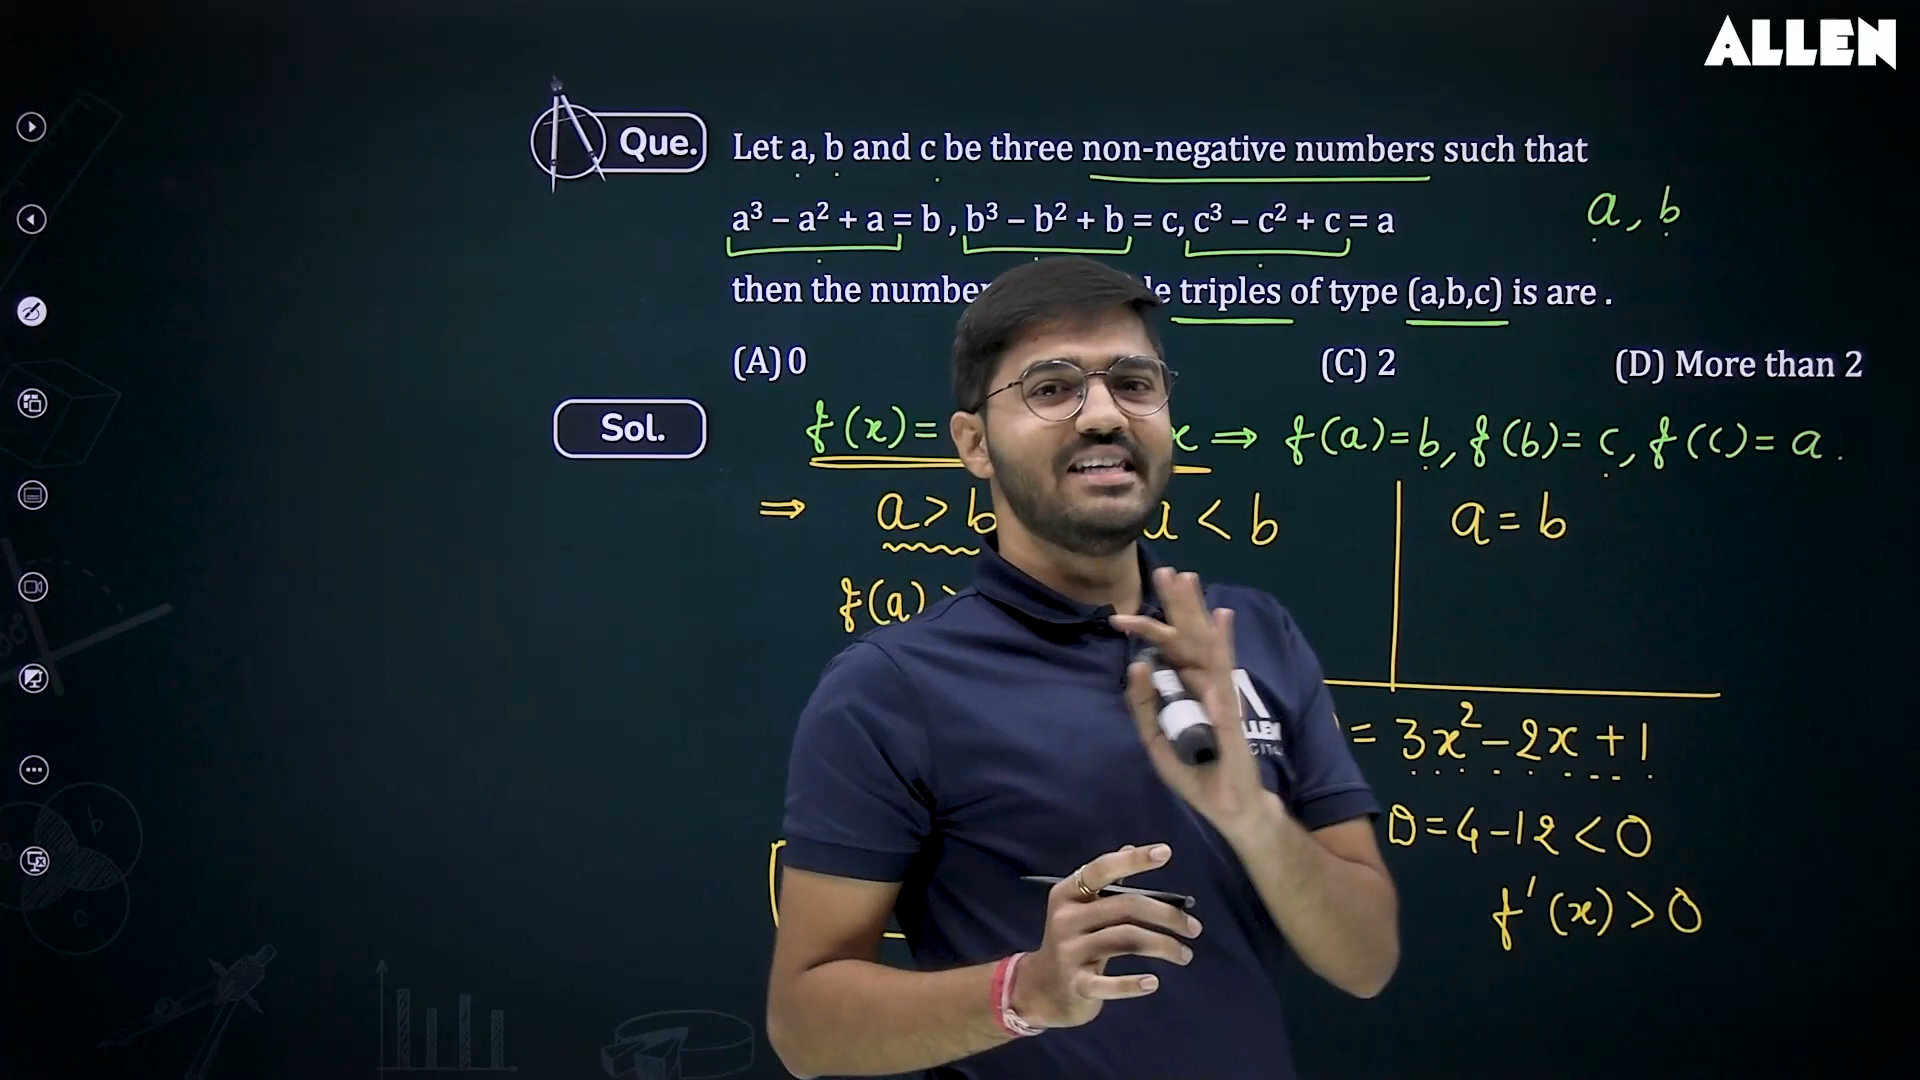 ALLEN
Que. Let a, b and c be three non-negative numbers such that
a³ – a² + a = b , b³ – b² + b = c, c³ – c² + c = a
a, b
then the triples of type (a,b,c) is are .
(A) 0 (C) 2 (D) More than 2
Sol. f(x)= x ⇒ f(a)=b, f(b)= c, f(c)= a.
⇒ a>b a < b a = b
f(a)
= 3x²-2x+1
D=4-12<0
f'(x)>0